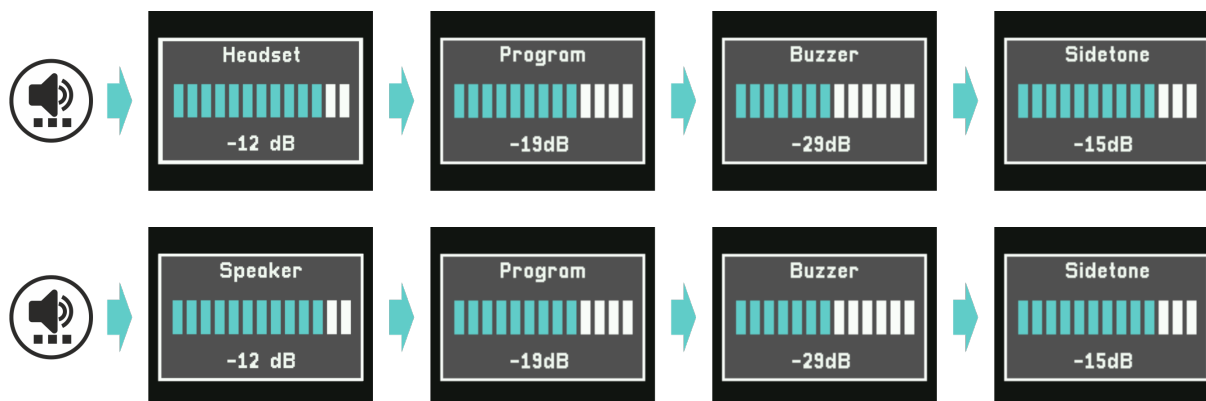 Headset
-12 dB
Program
-19dB
Buzzer
-29dB
Sidetone
-15dB
Speaker
-12 dB
Program
-19dB
Buzzer
-29dB
Sidetone
-15dB